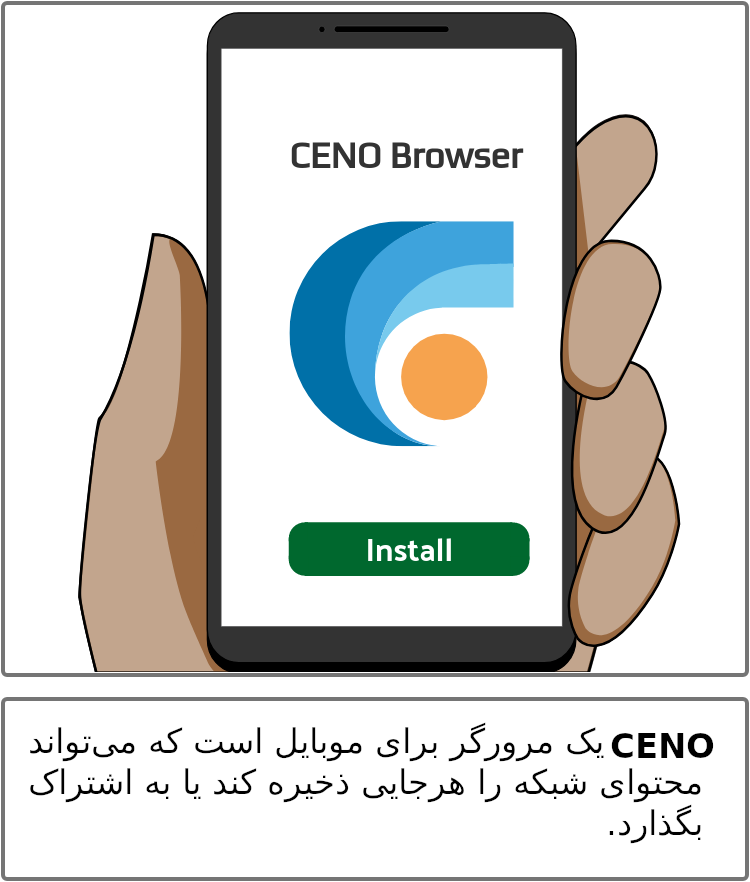 CENO Browser
Install
CENO یک مرورگر برای موبایل است که می‌تواند
محتوای شبکه را هرجایی ذخیره کند یا به اشتراک
بگذارد.